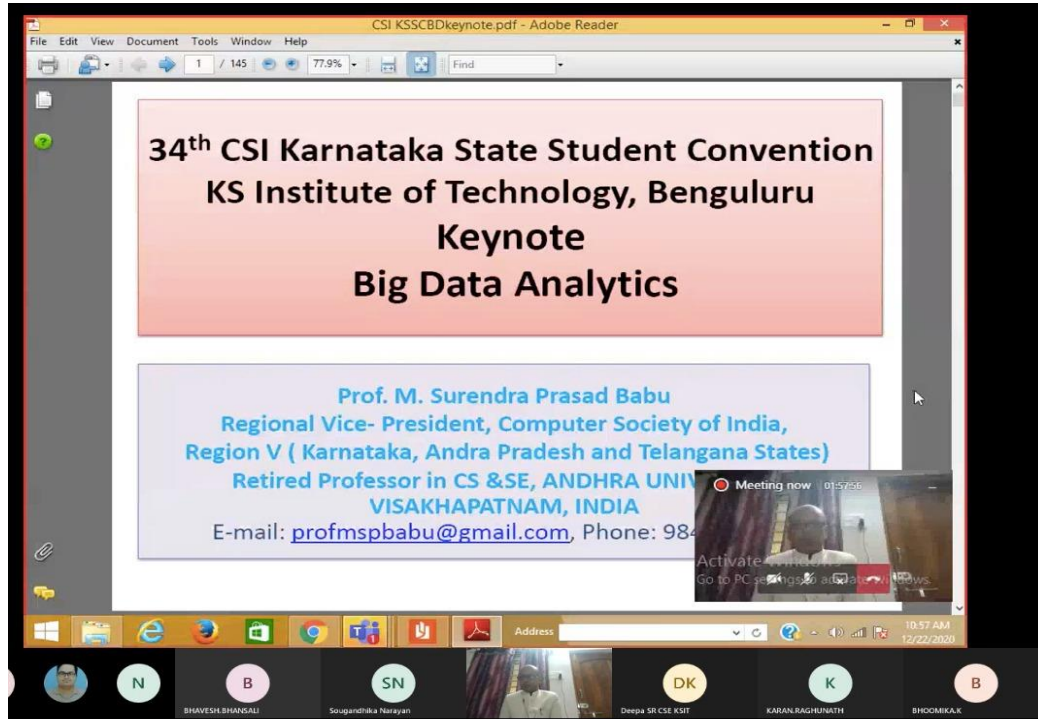 CSI KSSCBDkeynote.pdf - Adobe Reader
File Edit View Document Tools Window Help
1 / 145 77.9% Find
34th CSI Karnataka State Student Convention
KS Institute of Technology, Benguluru
Keynote
Big Data Analytics
Prof. M. Surendra Prasad Babu
Regional Vice- President, Computer Society of India,
Region V ( Karnataka, Andra Pradesh and Telangana States)
Retired Professor in CS &SE, ANDHRA UNIV
VISAKHAPATNAM, INDIA
E-mail: profmspbabu@gmail.com, Phone: 984
Meeting now 01:57:56
Activate Windows
Go to PC settings to activate Windows.
Address
10:57 AM
12/22/2020
N B SN DK K B
BHAVESH.BHANSALI Sougandhika Narayan Deepa SR CSE KSIT KARAN.RAGHUNATH BHOOMIKA.K